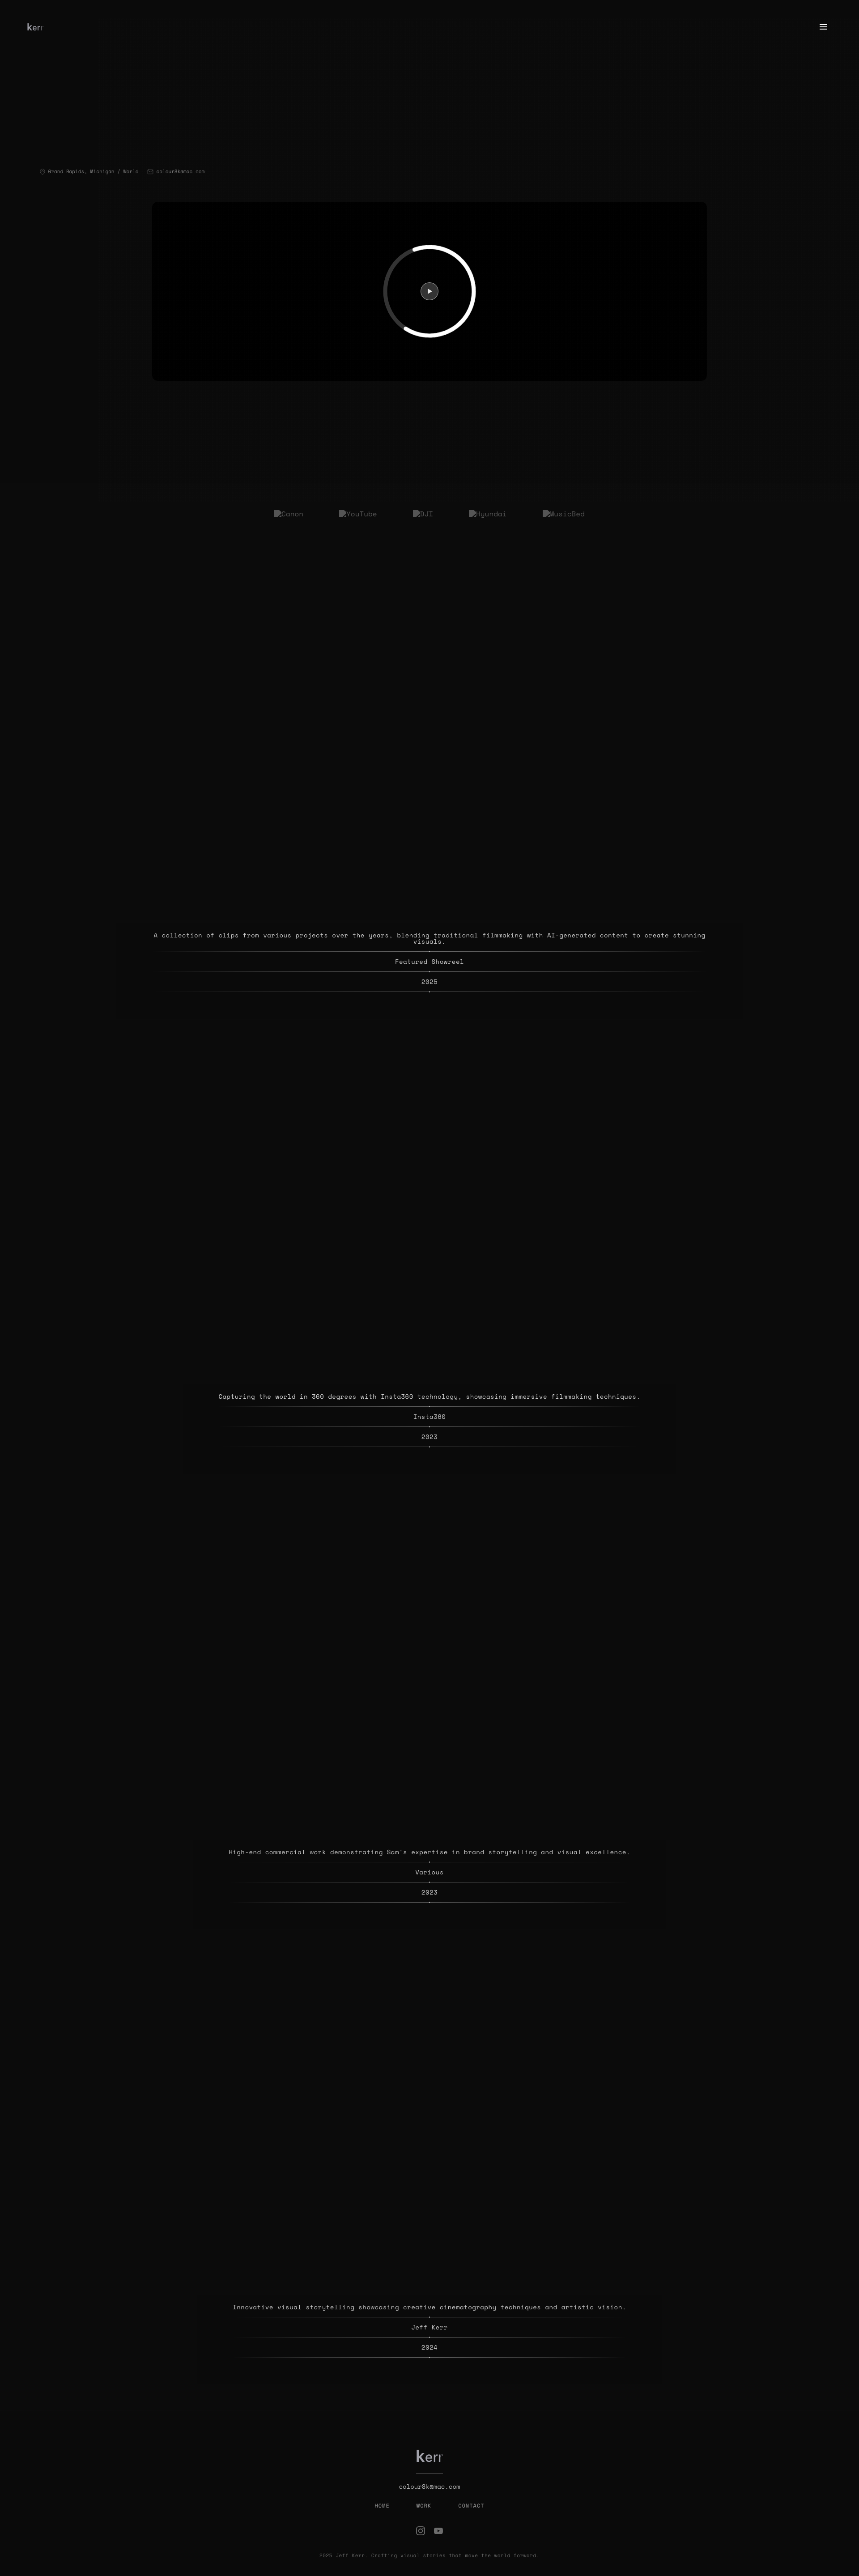 kerr
Grand Rapids, Michigan / World colour8k@mac.com
Canon YouTube DJI Hyundai MusicBed
A collection of clips from various projects over the years, blending traditional filmmaking with AI-generated content to create stunning
visuals.
Featured Showreel
2025
Capturing the world in 360 degrees with Insta360 technology, showcasing immersive filmmaking techniques.
Insta360
2023
High-end commercial work demonstrating Sam's expertise in brand storytelling and visual excellence.
Various
2023
Innovative visual storytelling showcasing creative cinematography techniques and artistic vision.
Jeff Kerr
2024
kerr
colour8k@mac.com
HOME WORK CONTACT
2025 Jeff Kerr. Crafting visual stories that move the world forward.